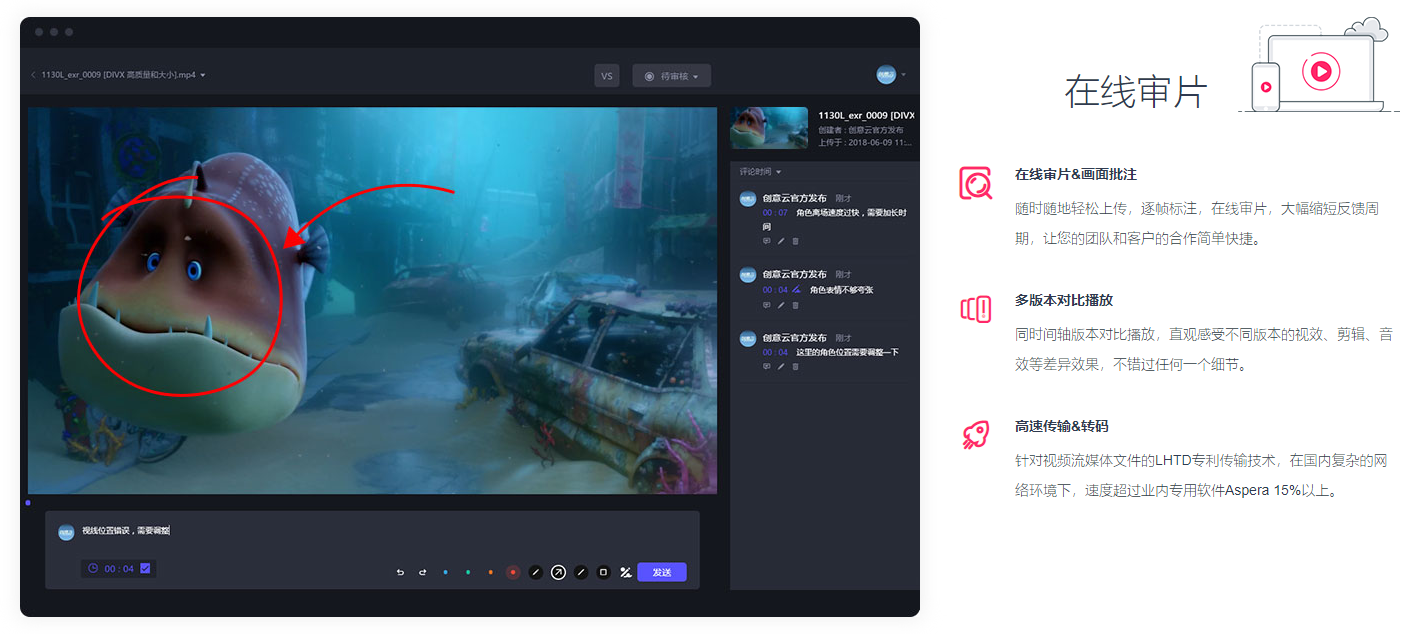 1130L_exr_0009 [DIVX 高质量和大小].mp4
VS
待审核
1130L_exr_0009 [DIVX
创建者：创意云官方发布
上传于：2018-06-09 11:...
评论时间
创意云官方发布 刚才
00：07 角色离场速度过快，需要加长时
间
创意云官方发布 刚才
00：04 角色表情不够夸张
创意云官方发布 刚才
00：04 这里的角色位置需要调整一下
视线位置错误，需要调整
00：04
发送
在线审片
在线审片&画面批注
随时随地轻松上传，逐帧标注，在线审片，大幅缩短反馈周
期，让您的团队和客户的合作简单快捷。
多版本对比播放
同时间轴版本对比播放，直观感受不同版本的视效、剪辑、音
效等差异效果，不错过任何一个细节。
高速传输&转码
针对视频流媒体文件的LHTD专利传输技术，在国内复杂的网
络环境下，速度超过业内专用软件Aspera 15%以上。